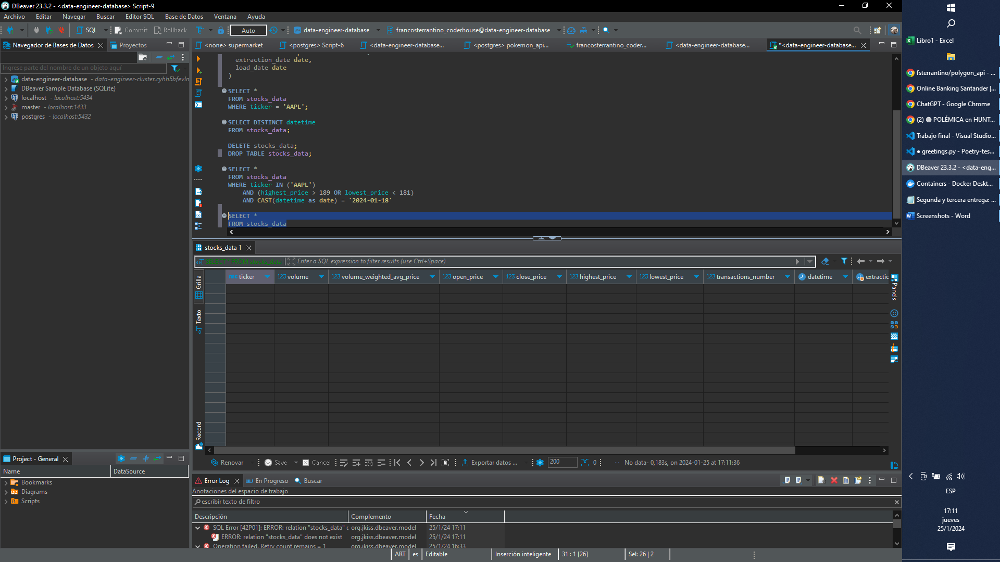 DBeaver 23.3.2 - <data-engineer-database> Script-9
Archivo Editar Navegar Buscar Editor SQL Base de Datos Ventana Ayuda
SQL Commit Rollback Auto data-engineer-database francosterrantino_coderhouse@data-engineer-database
Navegador de Bases de Datos Proyectos
Ingrese parte del nombre de un objeto aquí
data-engineer-database - data-engineer-cluster.cyhh5bfevln
DBeaver Sample Database (SQLite)
localhost - localhost:5434
master - localhost:1433
postgres - localhost:5432
<none> supermarket <postgres> Script-6 <data-engineer-database... <postgres> pokemon_api... francosterrantino_coder... <data-engineer-database... *<data-engineer-database...
extraction_date date,
load_date date
)
SELECT *
FROM stocks_data
WHERE ticker = 'AAPL';
SELECT DISTINCT datetime
FROM stocks_data;
DELETE stocks_data;
DROP TABLE stocks_data;
SELECT *
FROM stocks_data
WHERE ticker IN ('AAPL')
AND (highest_price > 189 OR lowest_price < 181)
AND CAST(datetime as date) = '2024-01-18'
SELECT *
FROM stocks_data
stocks_data 1
SELECT * FROM stocks_data Enter a SQL expression to filter results (use Ctrl+Space)
Grilla
Texto
Record
ABC ticker 123 volume 123 volume_weighted_avg_price 123 open_price 123 close_price 123 highest_price 123 lowest_price 123 transactions_number datetime extractio
Panels
Renovar Save Cancel Exportar datos ... 200 0 No data- 0,183s, on 2024-01-25 at 17:11:36
Project - General
Name DataSource
Bookmarks
Diagrams
Scripts
Error Log En Progreso Buscar
Anotaciones del espacio de trabajo
escribir texto de filtro
Descripción Complemento Fecha
SQL Error [42P01]: ERROR: relation "stocks_data" org.jkiss.dbeaver.model 25/1/24 17:11
ERROR: relation "stocks_data" does not exist org.jkiss.dbeaver.model 25/1/24 17:11
Operation failed. Retry count remains = 1 org.jkiss.dbeaver.model 25/1/24 16:33
ART es Editable Inserción inteligente 31 : 1 [26] Sel: 26 | 2
Libro1 - Excel
fsterrantino/polygon_api - ...
Online Banking Santander |...
ChatGPT - Google Chrome
(2) POLÉMICA en HUNT...
Trabajo final - Visual Studio...
● greetings.py - Poetry-tes...
DBeaver 23.3.2 - <data-eng...
Containers - Docker Deskt...
Segunda y tercera entrega: ...
Screenshots - Word
ESP
17:11
jueves
25/1/2024